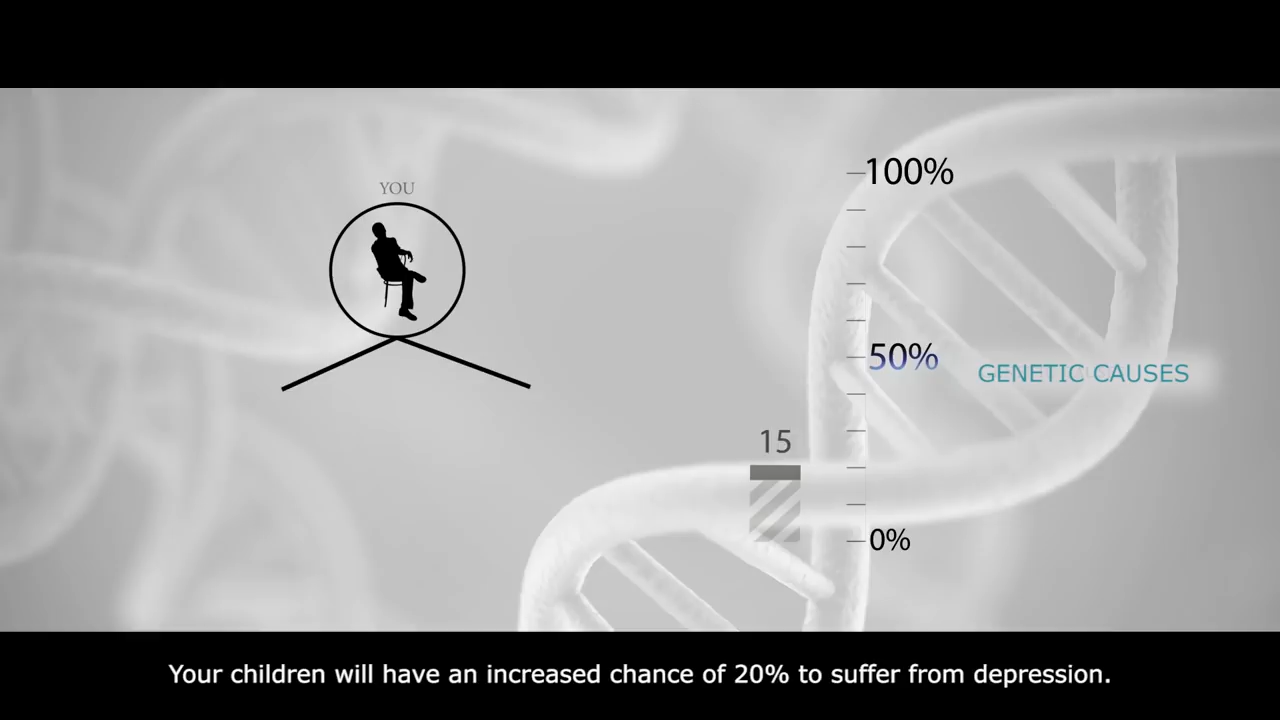 YOU
100%
50%
GENETIC CAUSES
15
0%
Your children will have an increased chance of 20% to suffer from depression.